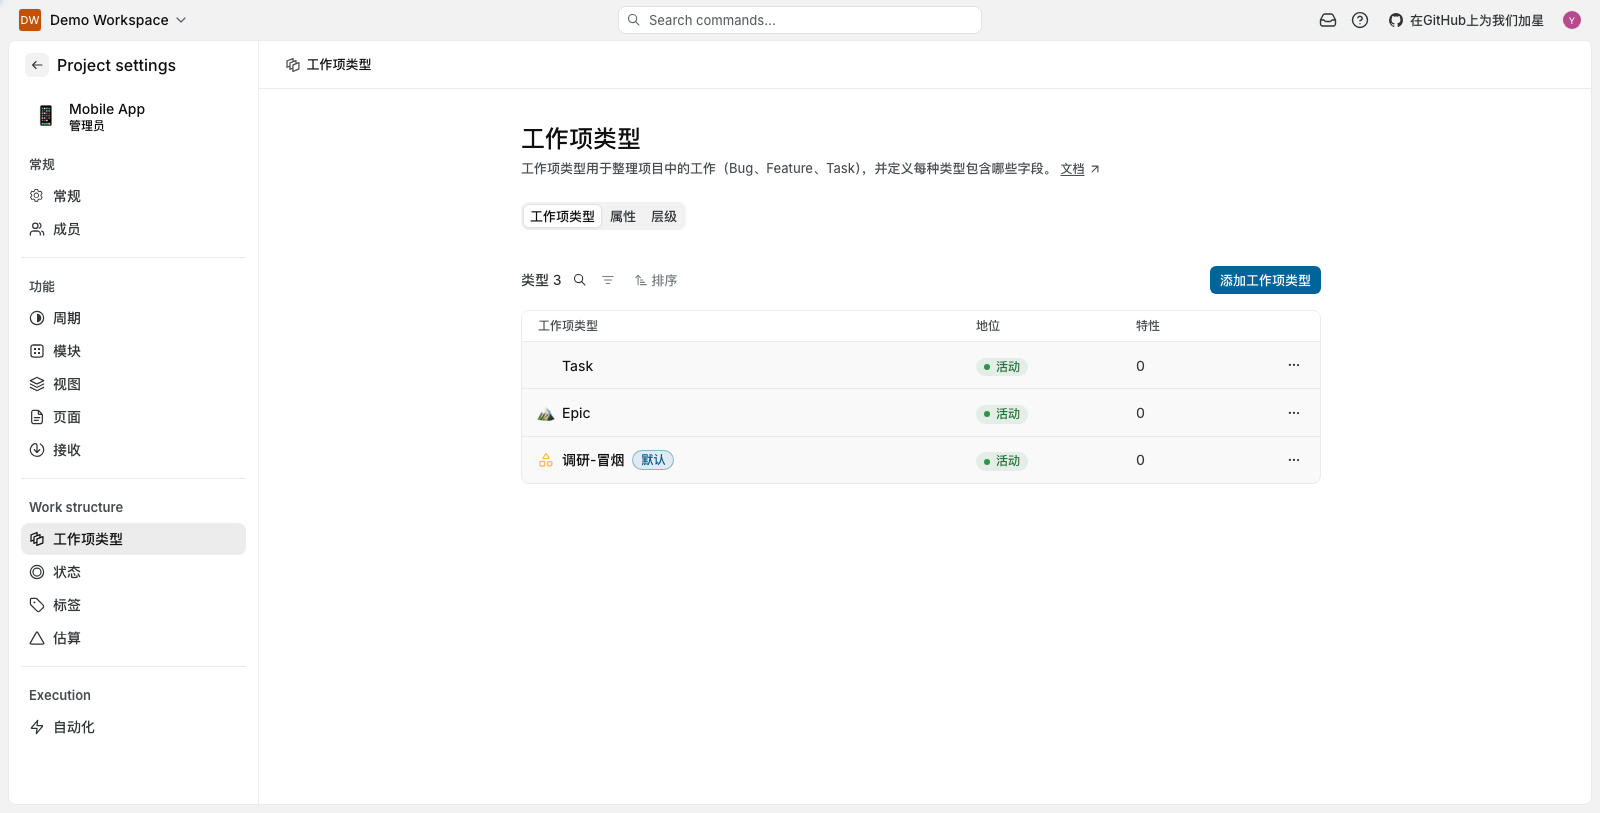 DW Demo Workspace
Search commands...
在GitHub上为我们加星
Y
Project settings
工作项类型
Mobile App
管理员
常规
常规
成员
功能
周期
模块
视图
页面
接收
Work structure
工作项类型
状态
标签
估算
Execution
自动化
工作项类型
工作项类型用于整理项目中的工作（Bug、Feature、Task），并定义每种类型包含哪些字段。 文档
工作项类型 属性 层级
类型 3 排序 添加工作项类型
工作项类型 地位 特性
Task 活动 0
Epic 活动 0
调研-冒烟 默认 活动 0